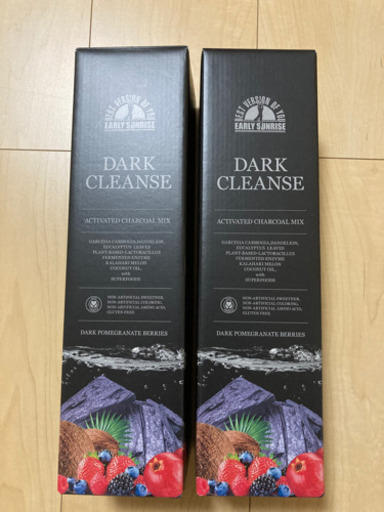 BEST VERSION OF YOU
EARLY SUNRISE
DARK
CLEANSE
ACTIVATED CHARCOAL MIX
GARCINIA CAMBOGIA, DANDELION,
EUCALYPTUS LEAVES
PLANT-BASED-LACTOBACILLUS
FERMENTED ENZYME
KALAHARI MELON
COCONUT OIL,
with
SUPERFOODS
NON-ARTIFICIAL SWEETNER,
NON-ARTIFICIAL COLORING,
NON-ARTIFICIAL AMINO ACID,
GLUTEN FREE
DARK POMEGRANATE BERRIES
BEST VERSION OF YOU
EARLY SUNRISE
DARK
CLEANSE
ACTIVATED CHARCOAL MIX
GARCINIA CAMBOGIA, DANDELION,
EUCALYPTUS LEAVES
PLANT-BASED-LACTOBACILLUS
FERMENTED ENZYME
KALAHARI MELON
COCONUT OIL,
with
SUPERFOODS
NON-ARTIFICIAL SWEETNER,
NON-ARTIFICIAL COLORING,
NON-ARTIFICIAL AMINO ACID,
GLUTEN FREE
DARK POMEGRANATE BERRIES